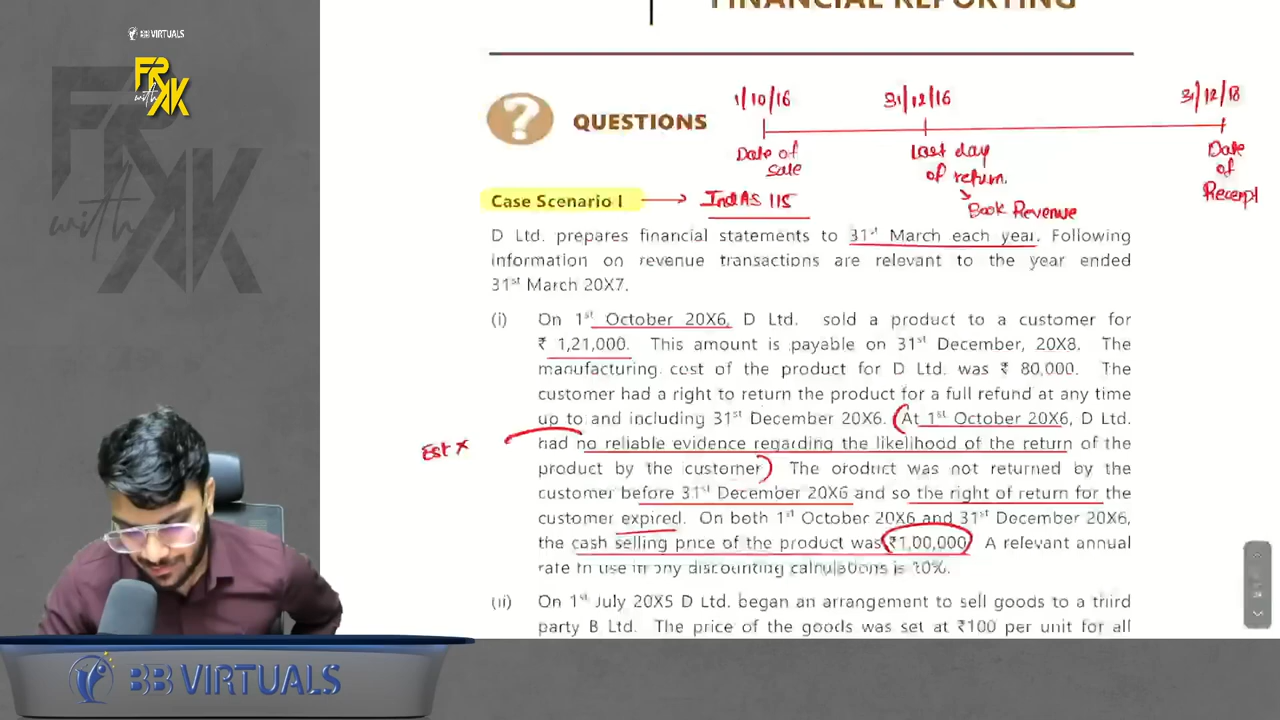 FINANCIAL REPORTING
BB VIRTUALS
FR
with
AK
FR
with
AK
1/10/16 31/12/16 31/12/18
QUESTIONS
Date of sale
Last day of return.
Book Revenue
Date of Receipt
Case Scenario I → Ind AS 115
D Ltd. prepares financial statements to 31st March each year. Following
information on revenue transactions are relevant to the year ended
31st March 20X7.
(i) On 1st October 20X6, D Ltd. sold a product to a customer for
₹ 1,21,000. This amount is payable on 31st December, 20X8. The
manufacturing cost of the product for D Ltd. was ₹ 80,000. The
customer had a right to return the product for a full refund at any time
up to and including 31st December 20X6. (At 1st October 20X6, D Ltd.
Est x had no reliable evidence regarding the likelihood of the return of the
product by the customer) The product was not returned by the
customer before 31st December 20X6 and so the right of return for the
customer expired. On both 1st October 20X6 and 31st December 20X6,
the cash selling price of the product was ₹1,00,000. A relevant annual
rate to use in any discounting calculations is 10%.
(ii) On 1st July 20X5 D Ltd. began an arrangement to sell goods to a third
party B Ltd. The price of the goods was set at ₹100 per unit for all
BB VIRTUALS